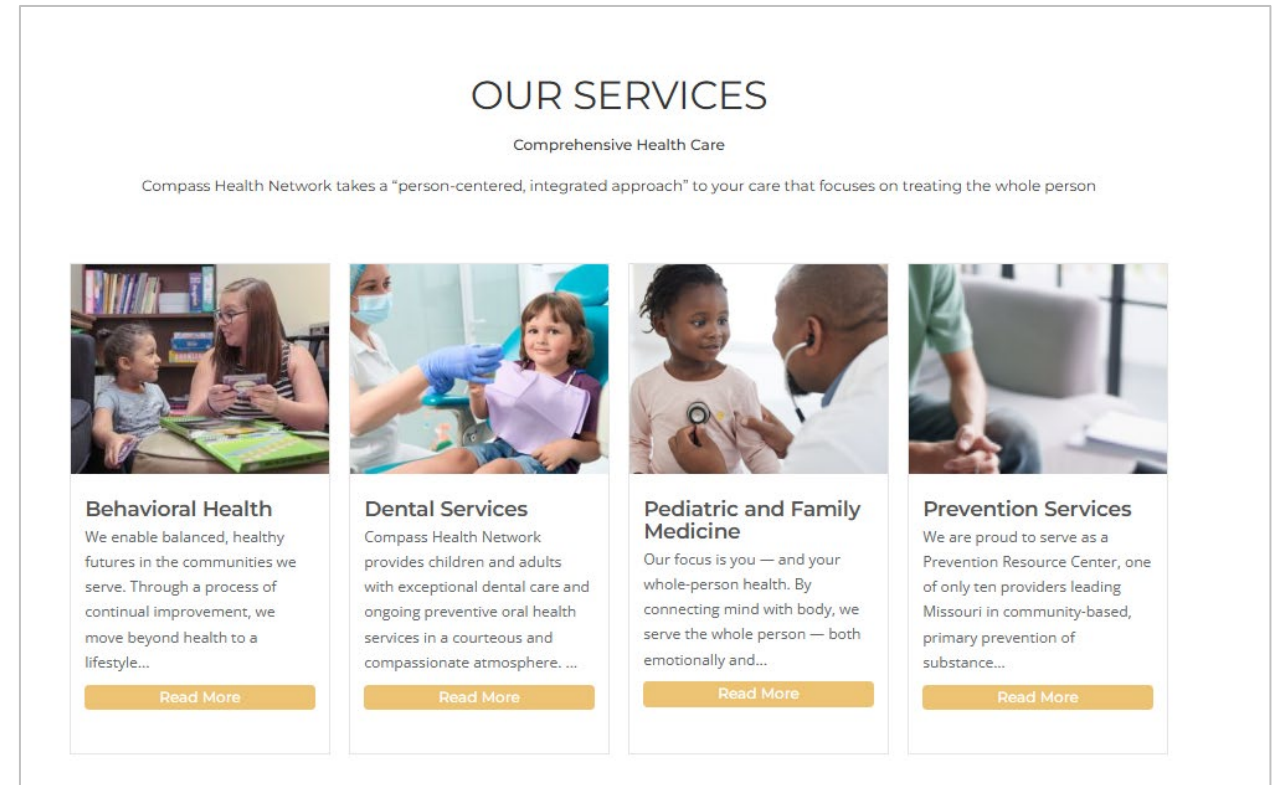 OUR SERVICES
Comprehensive Health Care
Compass Health Network takes a “person-centered, integrated approach” to your care that focuses on treating the whole person
Behavioral Health
We enable balanced, healthy
futures in the communities we
serve. Through a process of
continual improvement, we
move beyond health to a
lifestyle...
Read More
Dental Services
Compass Health Network
provides children and adults
with exceptional dental care and
ongoing preventive oral health
services in a courteous and
compassionate atmosphere. ...
Read More
Pediatric and Family
Medicine
Our focus is you — and your
whole-person health. By
connecting mind with body, we
serve the whole person — both
emotionally and...
Read More
Prevention Services
We are proud to serve as a
Prevention Resource Center, one
of only ten providers leading
Missouri in community-based,
primary prevention of
substance...
Read More